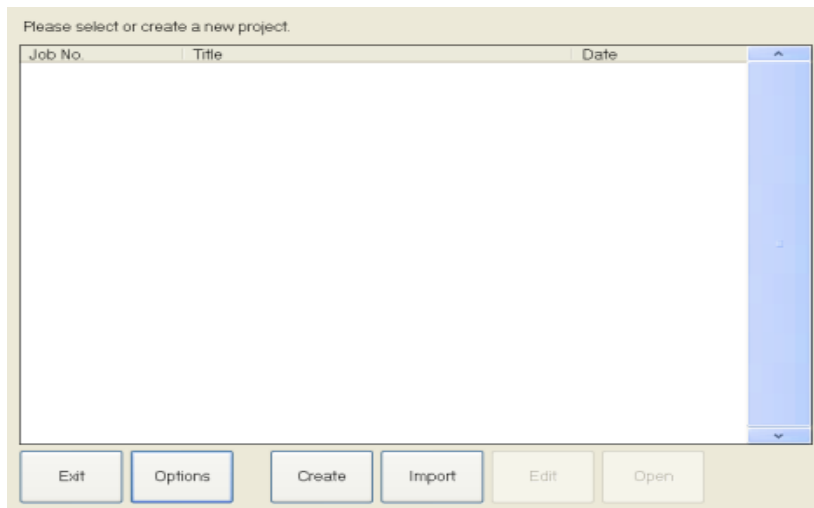 Please select or create a new project.
Job No. Title Date
Exit Options Create Import Edit Open